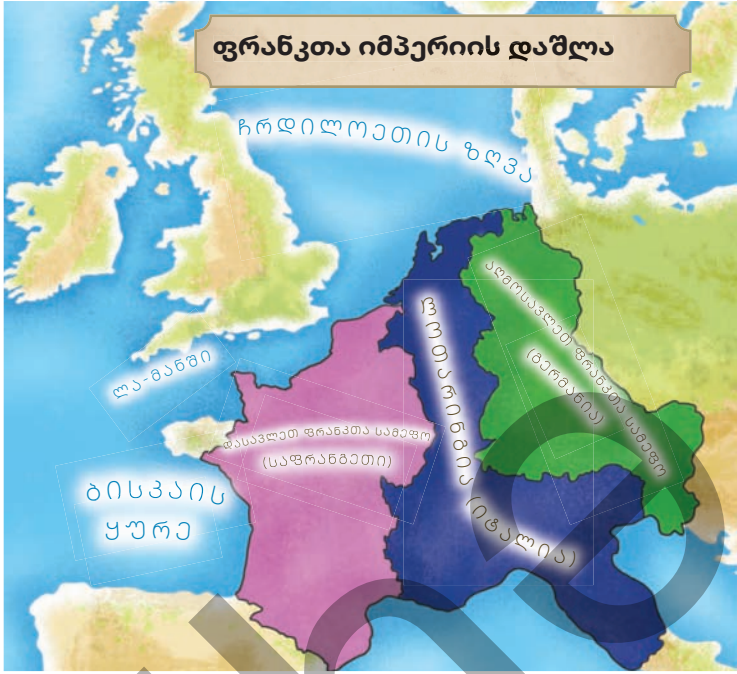 ფრანკთა იმპერიის დაშლა
ჩრდილოეთის ზღვა
აღმოსავლეთ ფრანკთა სამეფო
(გერმანია)
ლოთარინგია (იტალია)
ლა-მანში
დასავლეთ ფრანკთა სამეფო
(საფრანგეთი)
ბისკაის
ყურე